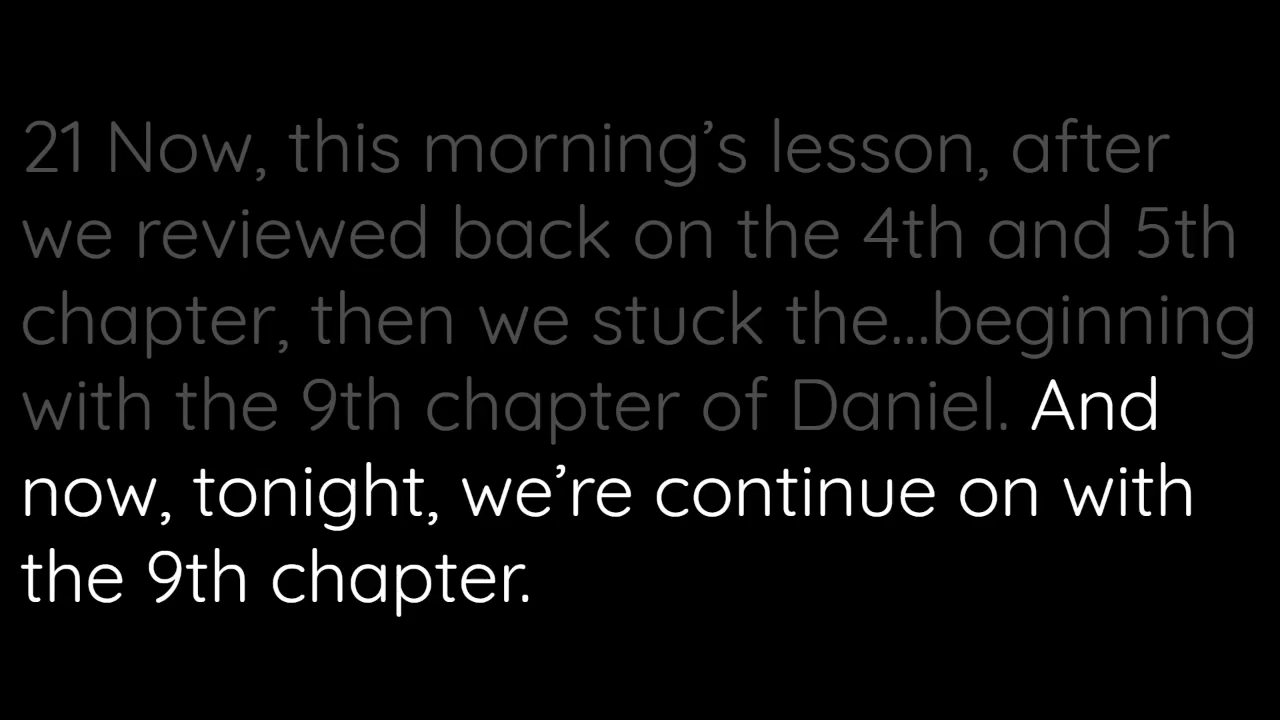 21 Now, this morning’s lesson, after
we reviewed back on the 4th and 5th
chapter, then we stuck the...beginning
with the 9th chapter of Daniel. And
now, tonight, we’re continue on with
the 9th chapter.